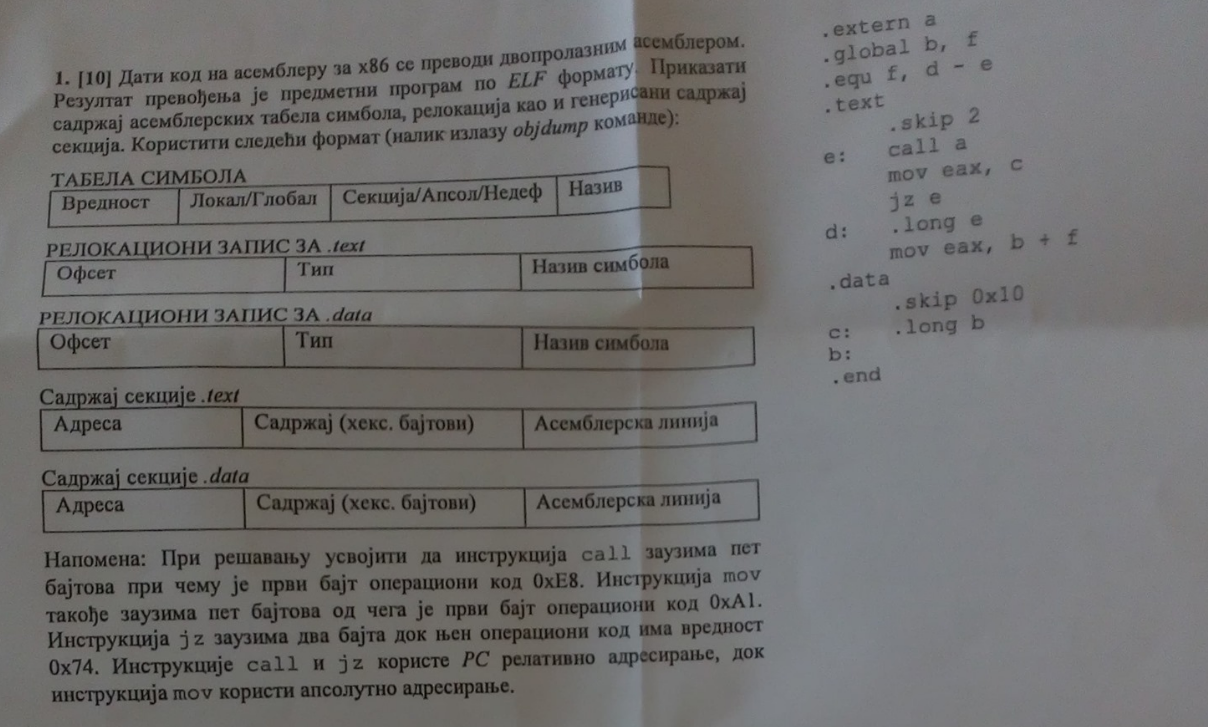 1. [10] Дати код на асемблеру за x86 се преводи двопролазним асемблером.
Резултат превођења је предметни програм по ELF формату. Приказати
садржај асемблерских табела симбола, релокација као и генерисани садржај
секција. Користити следећи формат (налик излазу objdump команде):
ТАБЕЛА СИМБОЛА
Вредност Локал/Глобал Секција/Апсол/Недеф Назив
РЕЛОКАЦИОНИ ЗАПИС ЗА .text
Офсет Тип Назив симбола
РЕЛОКАЦИОНИ ЗАПИС ЗА .data
Офсет Тип Назив симбола
Садржај секције .text
Адреса Садржај (хекс. бајтови) Асемблерска линија
Садржај секције .data
Адреса Садржај (хекс. бајтови) Асемблерска линија
Напомена: При решавању усвојити да инструкција call заузима пет
бајтова при чему је први бајт операциони код 0xE8. Инструкција mov
такође заузима пет бајтова од чега је први бајт операциони код 0xA1.
Инструкција jz заузима два бајта док њен операциони код има вредност
0x74. Инструкције call и jz користе PC релативно адресирање, док
инструкција mov користи апсолутно адресирање.
.extern a
.global b, f
.equ f, d - e
.text
.skip 2
e: call a
mov eax, c
jz e
d: .long e
mov eax, b + f
.data
.skip 0x10
c: .long b
b:
.end